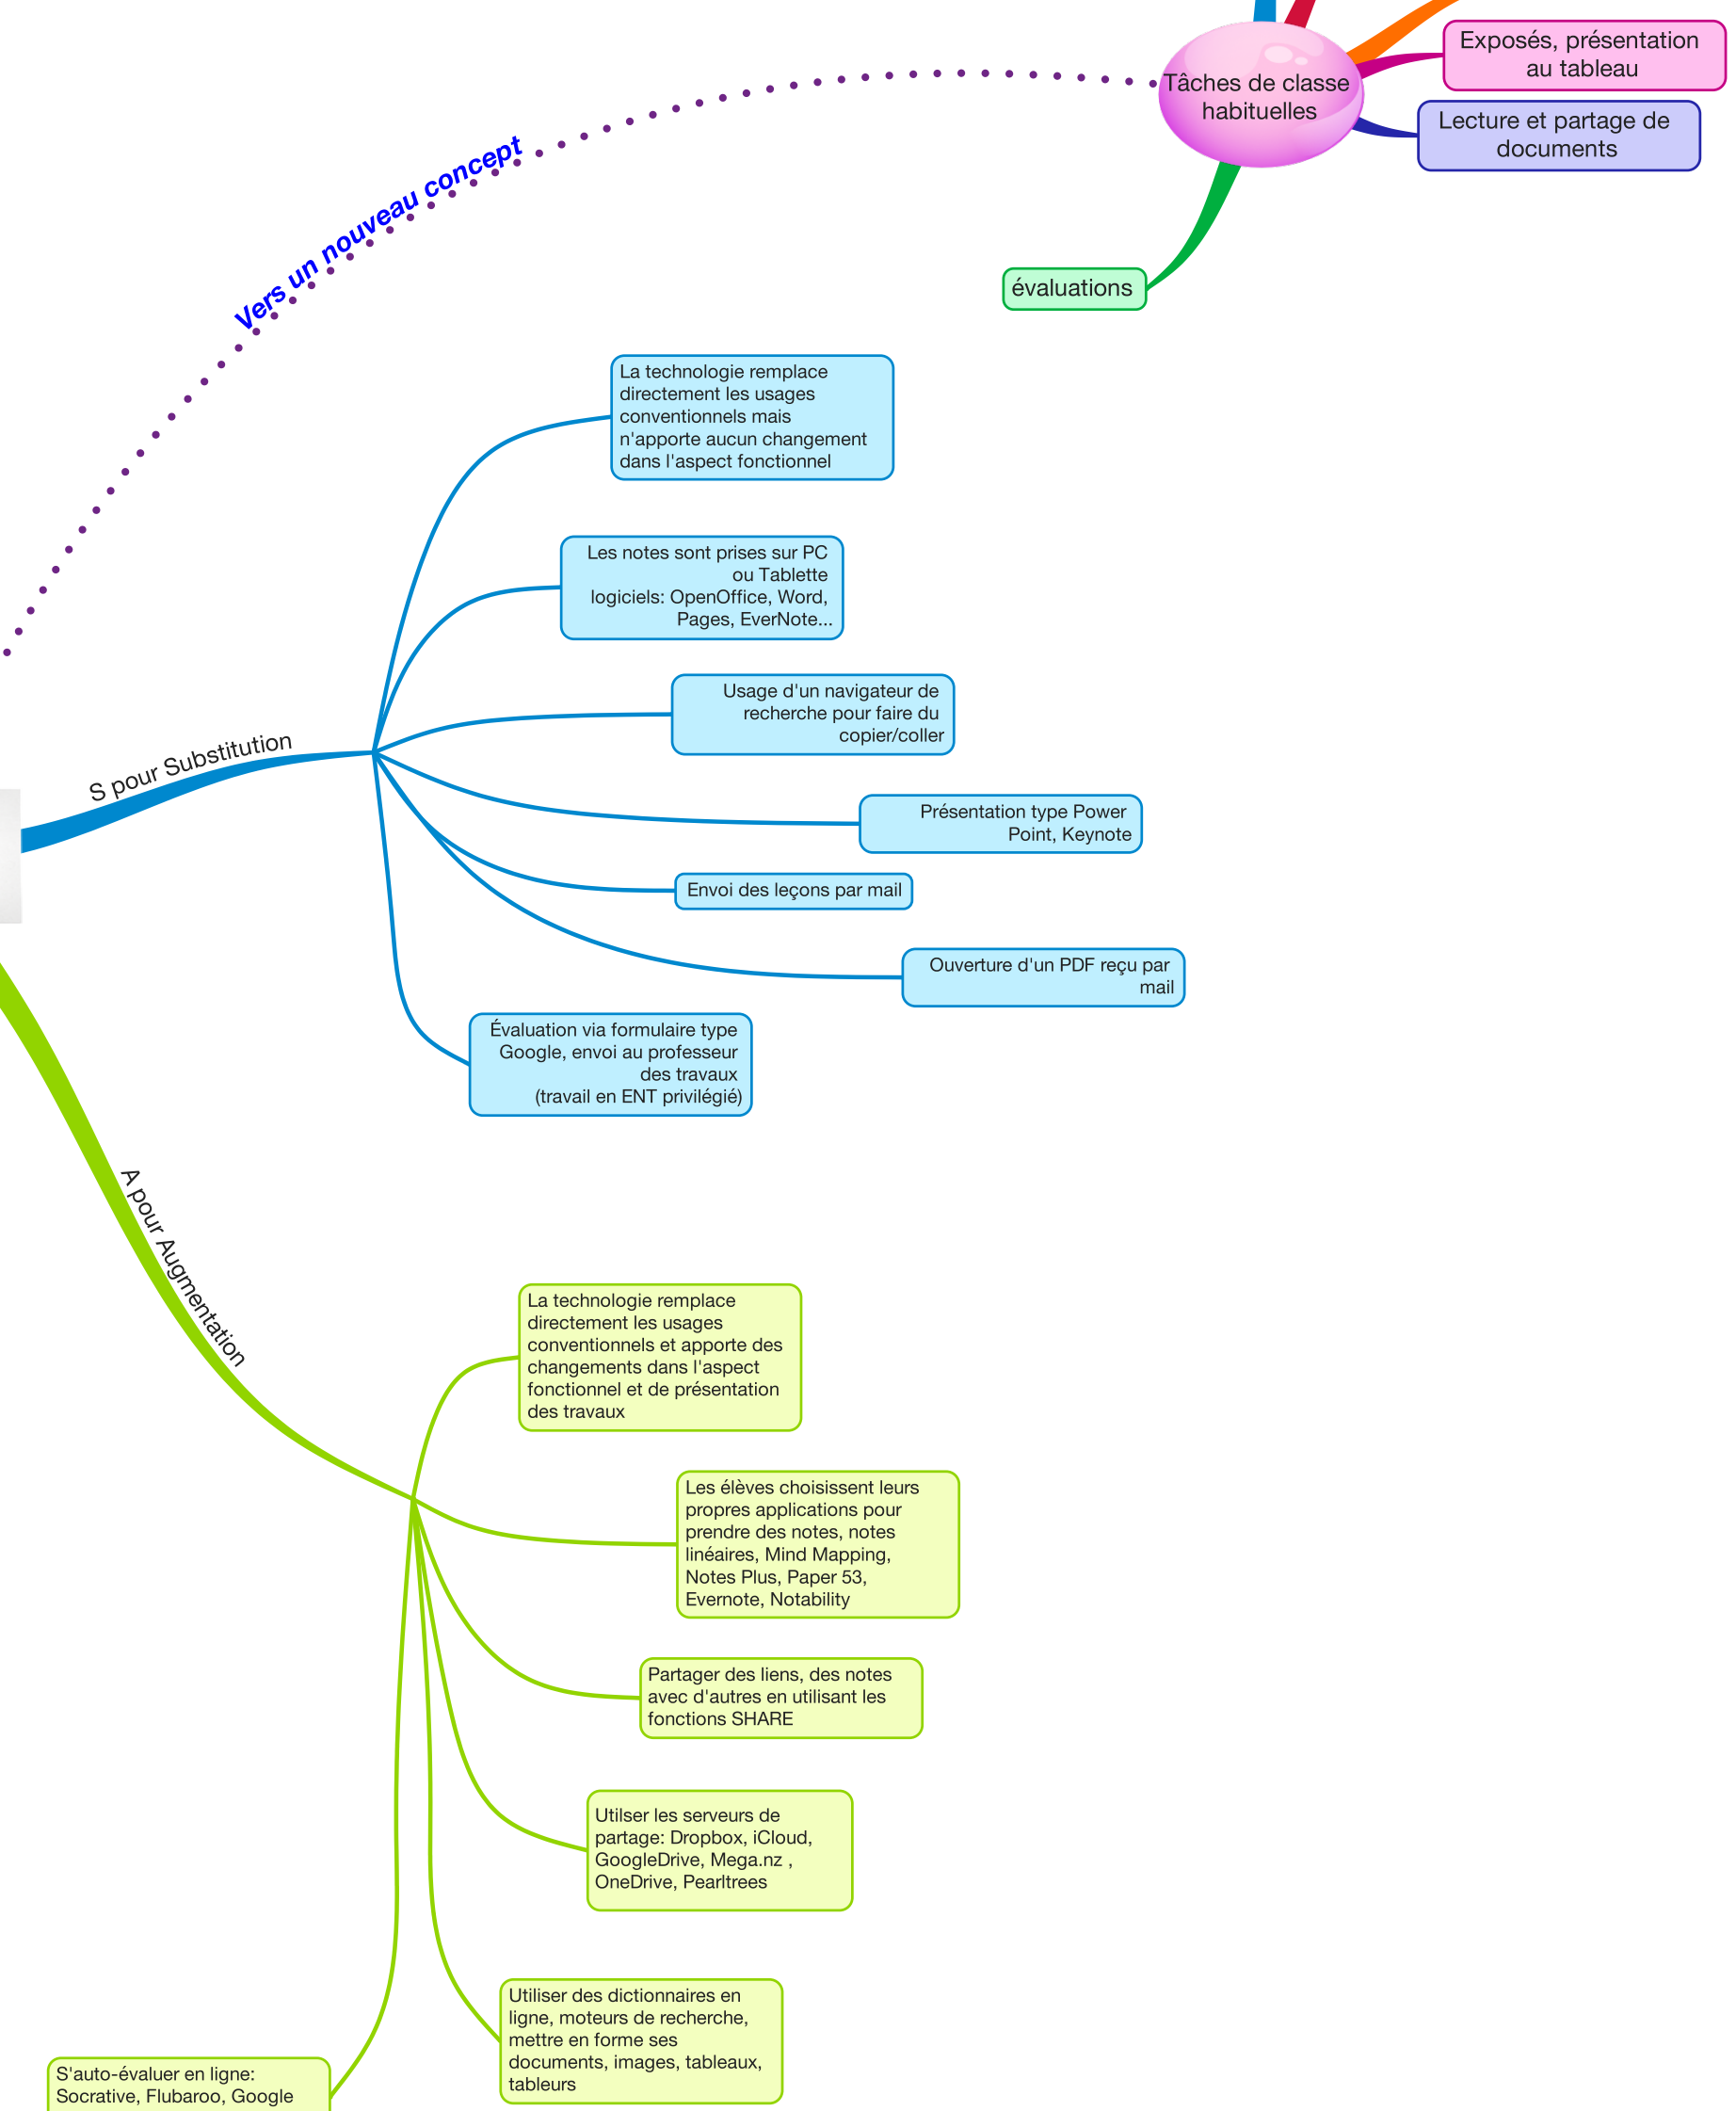 Exposés, présentation
au tableau
Tâches de classe
habituelles
Lecture et partage de
documents
Vers un nouveau concept
évaluations
La technologie remplace
directement les usages
conventionnels mais
n'apporte aucun changement
dans l'aspect fonctionnel
Les notes sont prises sur PC
ou Tablette
logiciels: OpenOffice, Word,
Pages, EverNote...
Usage d'un navigateur de
recherche pour faire du
copier/coller
S pour Substitution
Présentation type Power
Point, Keynote
Envoi des leçons par mail
Ouverture d'un PDF reçu par
mail
Évaluation via formulaire type
Google, envoi au professeur
des travaux
(travail en ENT privilégié)
A pour Augmentation
La technologie remplace
directement les usages
conventionnels et apporte des
changements dans l'aspect
fonctionnel et de présentation
des travaux
Les élèves choisissent leurs
propres applications pour
prendre des notes, notes
linéaires, Mind Mapping,
Notes Plus, Paper 53,
Evernote, Notability
Partager des liens, des notes
avec d'autres en utilisant les
fonctions SHARE
Utilser les serveurs de
partage: Dropbox, iCloud,
GoogleDrive, Mega.nz ,
OneDrive, Pearltrees
Utiliser des dictionnaires en
ligne, moteurs de recherche,
mettre en forme ses
documents, images, tableaux,
tableurs
S'auto-évaluer en ligne:
Socrative, Flubaroo, Google